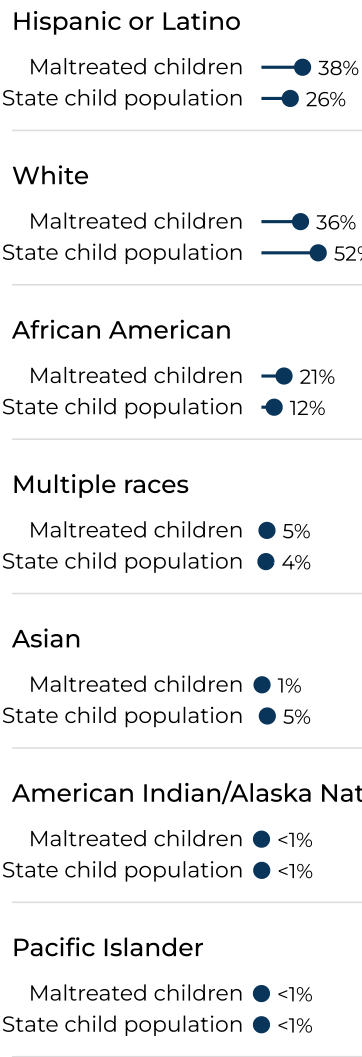 Hispanic or Latino
Maltreated children 38%
State child population 26%
White
Maltreated children 36%
State child population 52%
African American
Maltreated children 21%
State child population 12%
Multiple races
Maltreated children 5%
State child population 4%
Asian
Maltreated children 1%
State child population 5%
American Indian/Alaska Nat
Maltreated children <1%
State child population <1%
Pacific Islander
Maltreated children <1%
State child population <1%